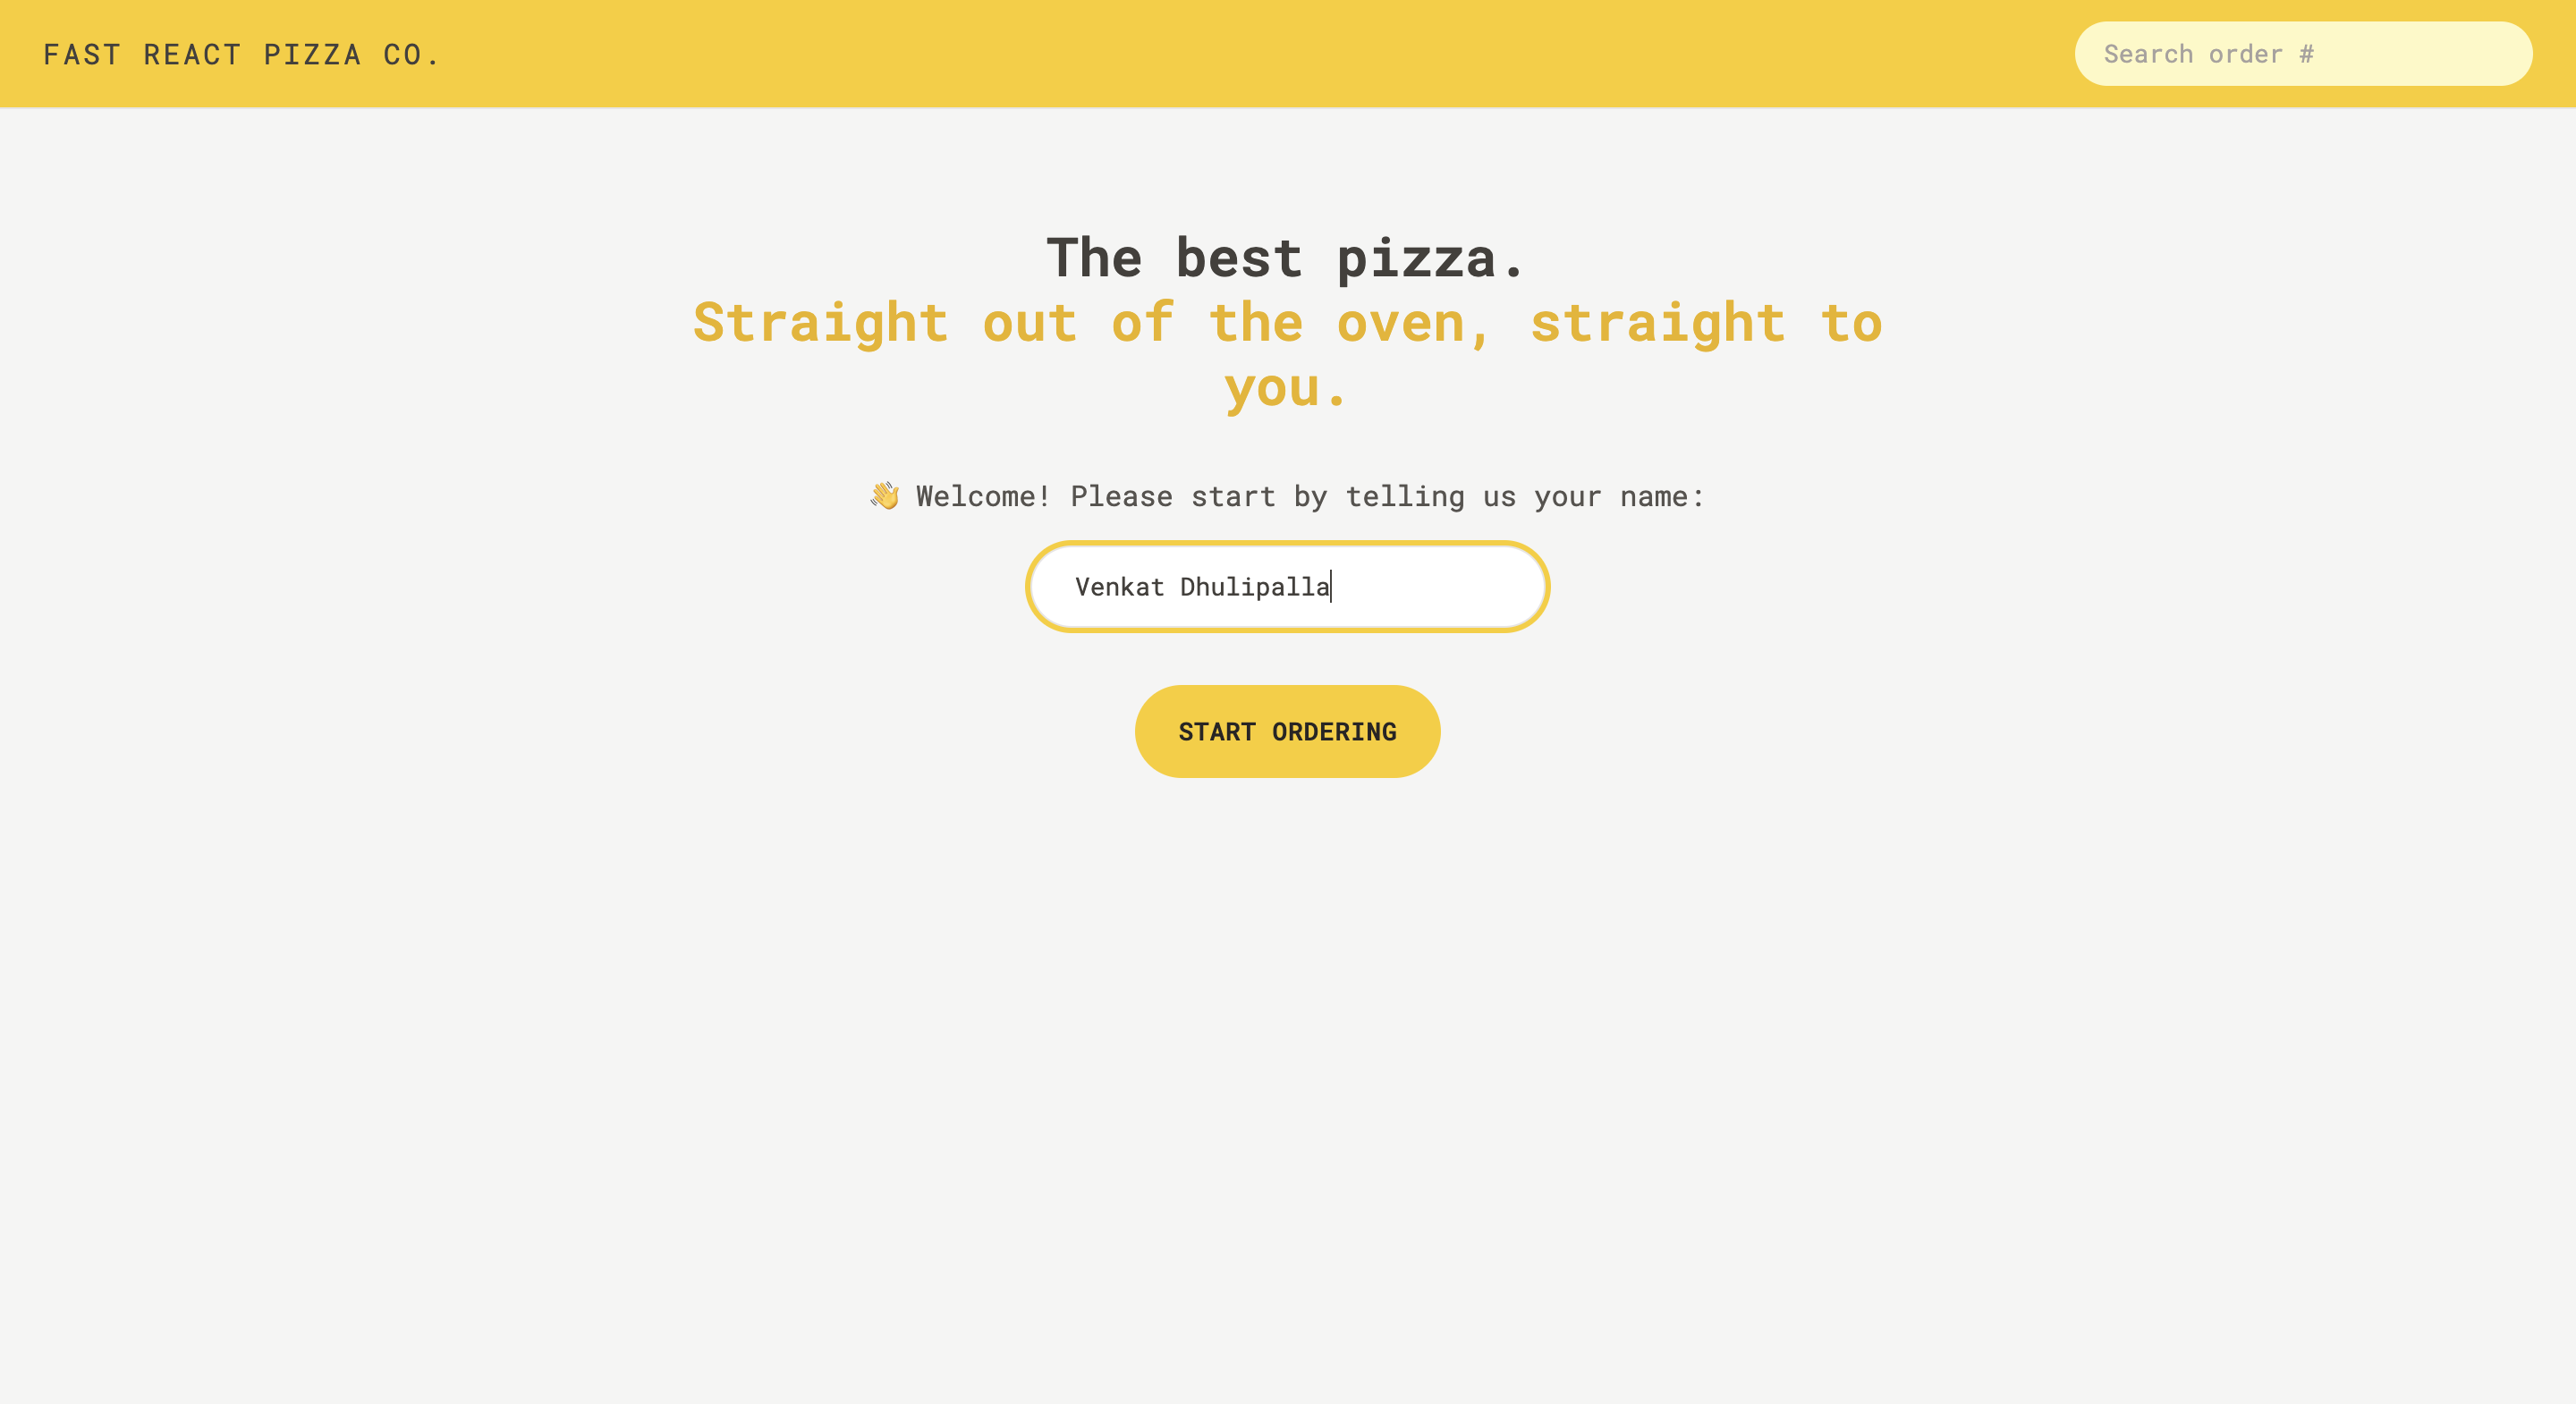 FAST REACT PIZZA CO.
Search order #
The best pizza.
Straight out of the oven, straight to
you.
👋 Welcome! Please start by telling us your name:
Venkat Dhulipalla
START ORDERING